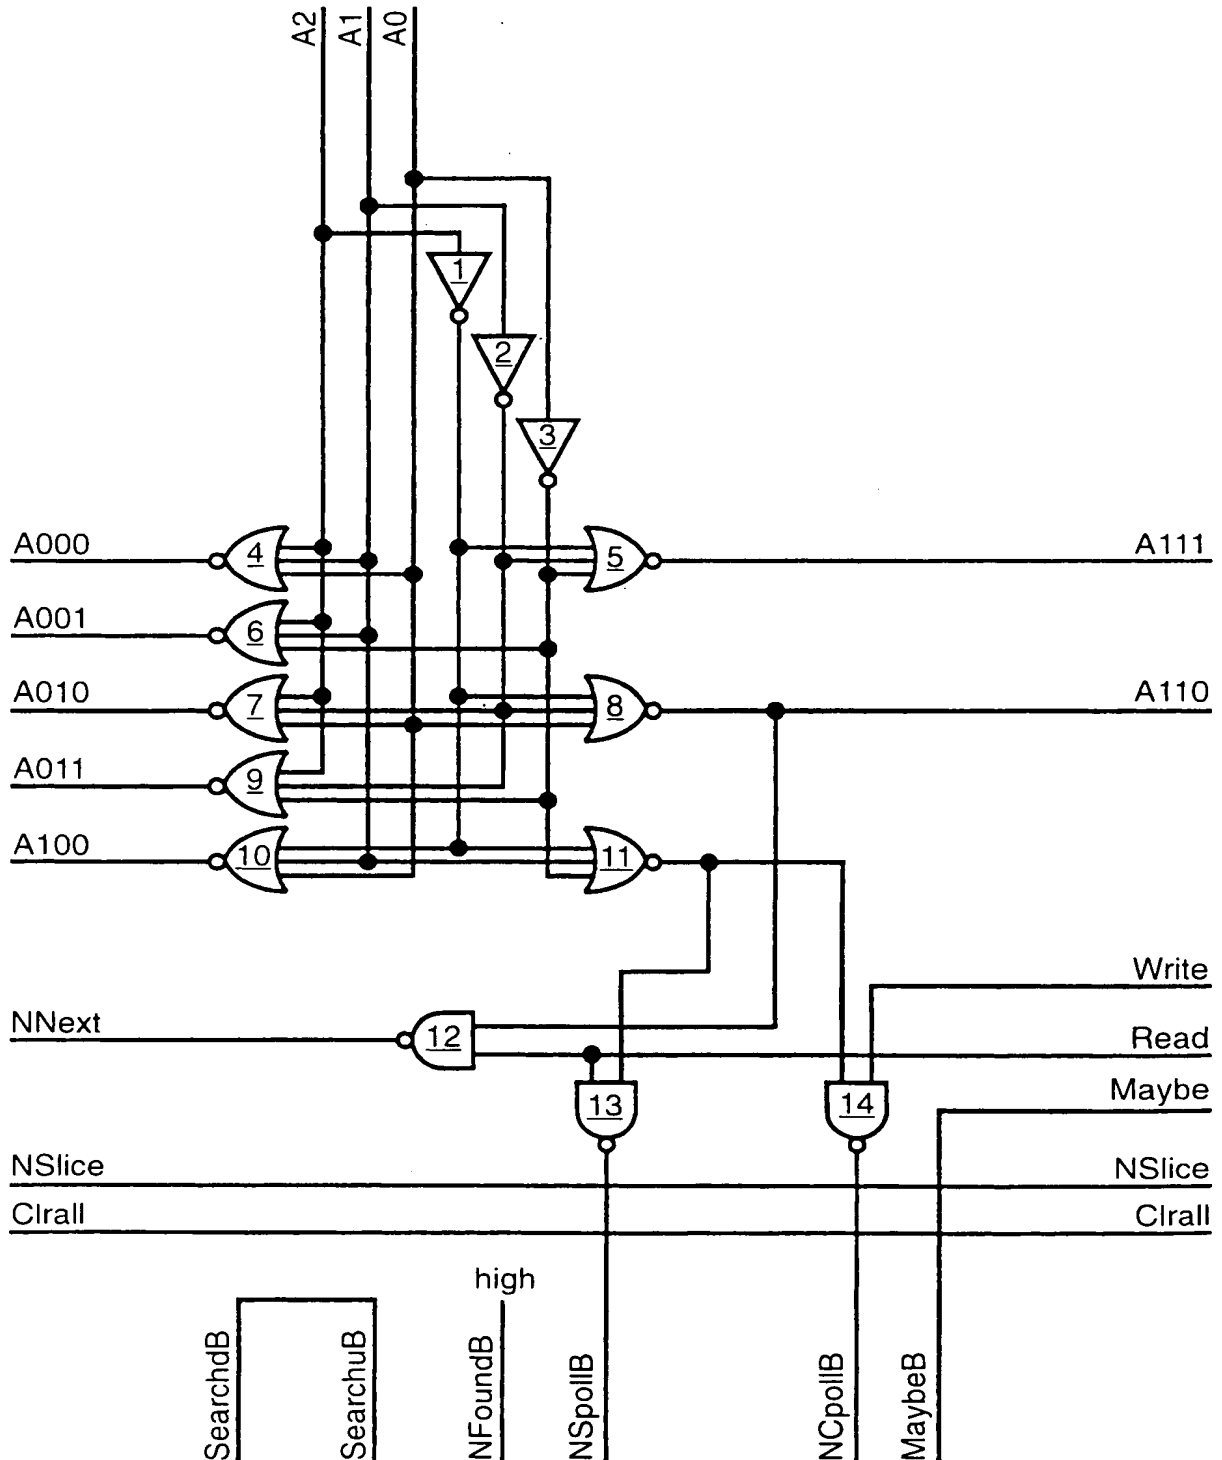 A2
A1
A0
1
2
3
A000
4
5
A111
A001
6
A010
7
8
A110
A011
9
A100
10
11
Write
NNext
12
Read
Maybe
13
14
NSlice
NSlice
Clrall
Clrall
high
SearchdB
SearchuB
NFoundB
NSpollB
NCpollB
MaybeB